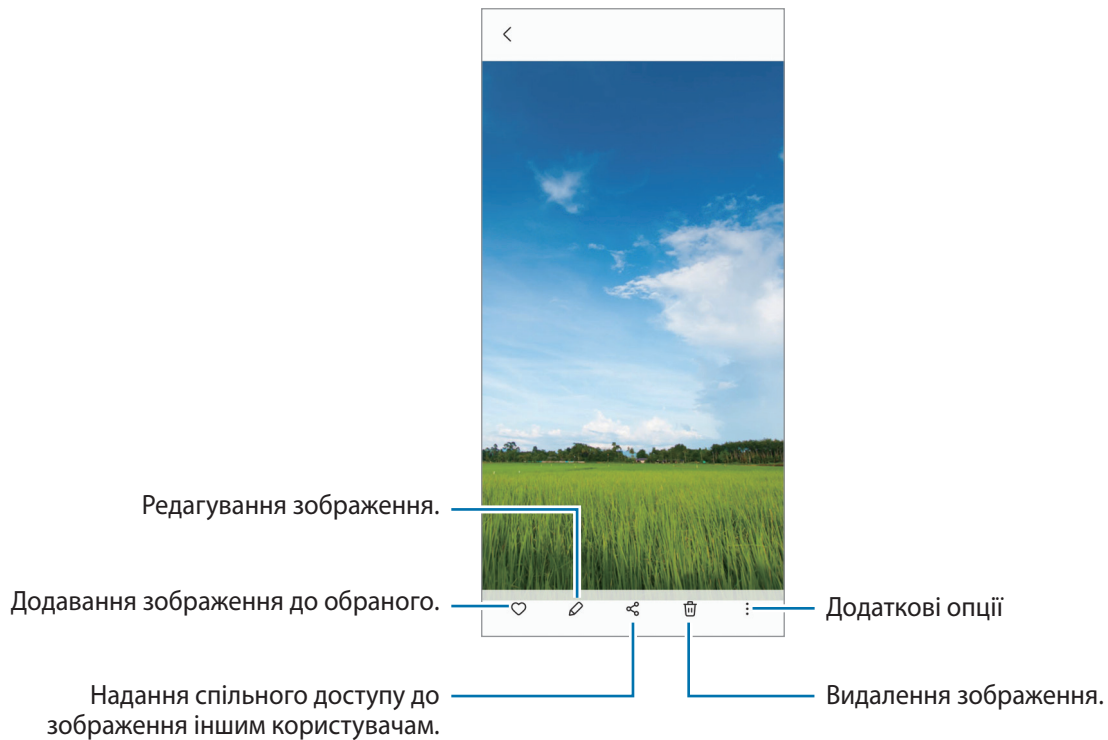 Редагування зображення.
Додавання зображення до обраного.
Додаткові опції
Надання спільного доступу до
зображення іншим користувачам.
Видалення зображення.